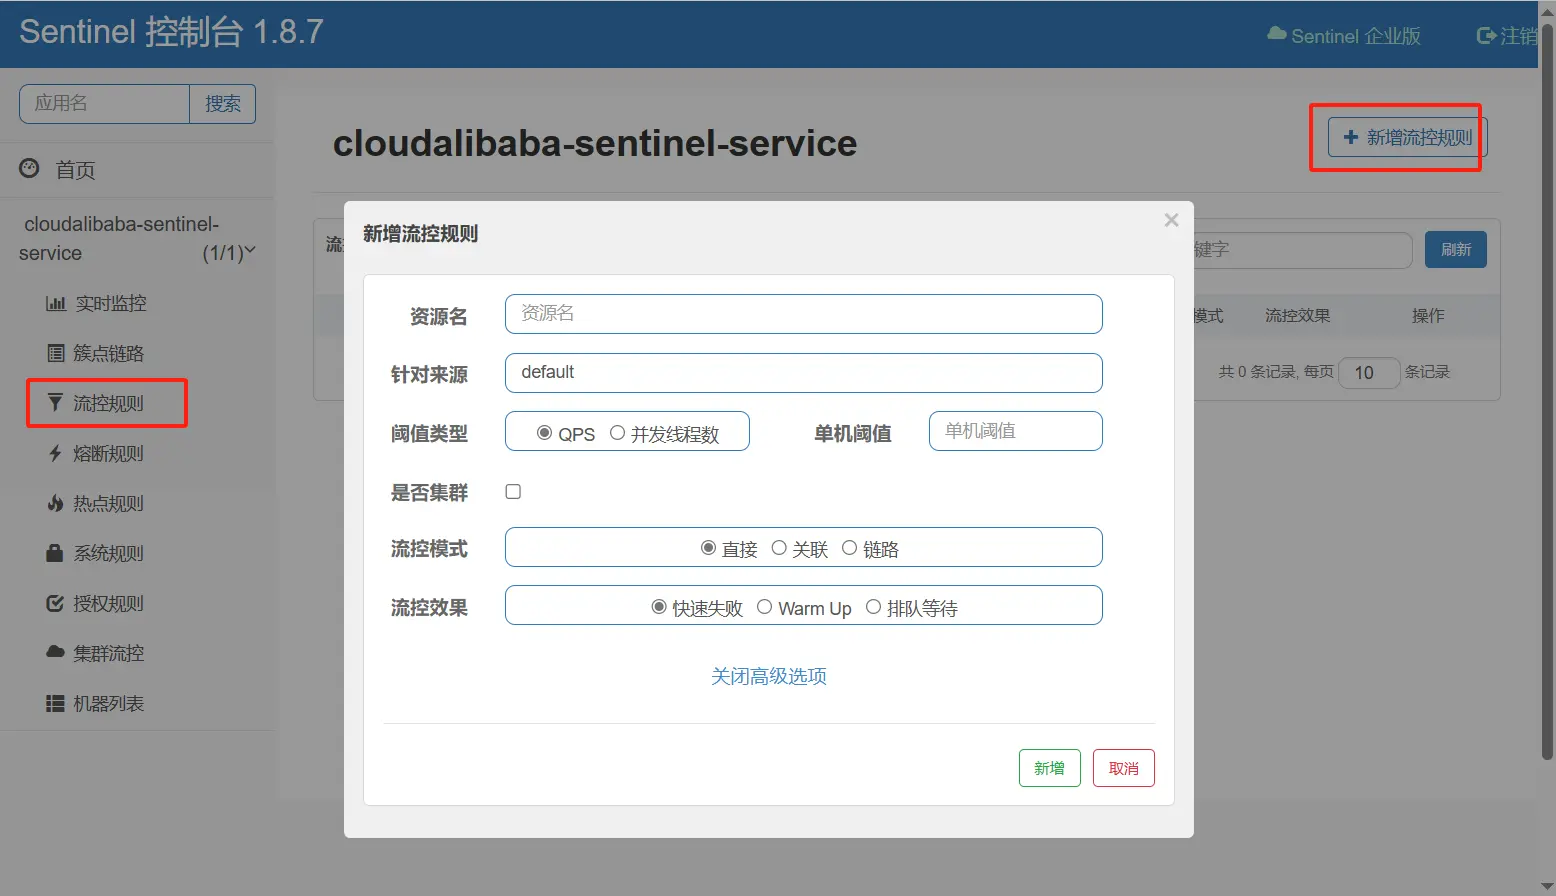 Sentinel 控制台 1.8.7
Sentinel 企业版
注销
应用名
搜索
首页
cloudalibaba-sentinel-
service
(1/1)
实时监控
簇点链路
流控规则
熔断规则
热点规则
系统规则
授权规则
集群流控
机器列表
cloudalibaba-sentinel-service
新增流控规则
流
键字
刷新
模式
流控效果
操作
共 0 条记录, 每页
10
条记录
新增流控规则
×
资源名
资源名
针对来源
default
阈值类型
QPS
并发线程数
单机阈值
单机阈值
是否集群
流控模式
直接
关联
链路
流控效果
快速失败
Warm Up
排队等待
关闭高级选项
新增
取消